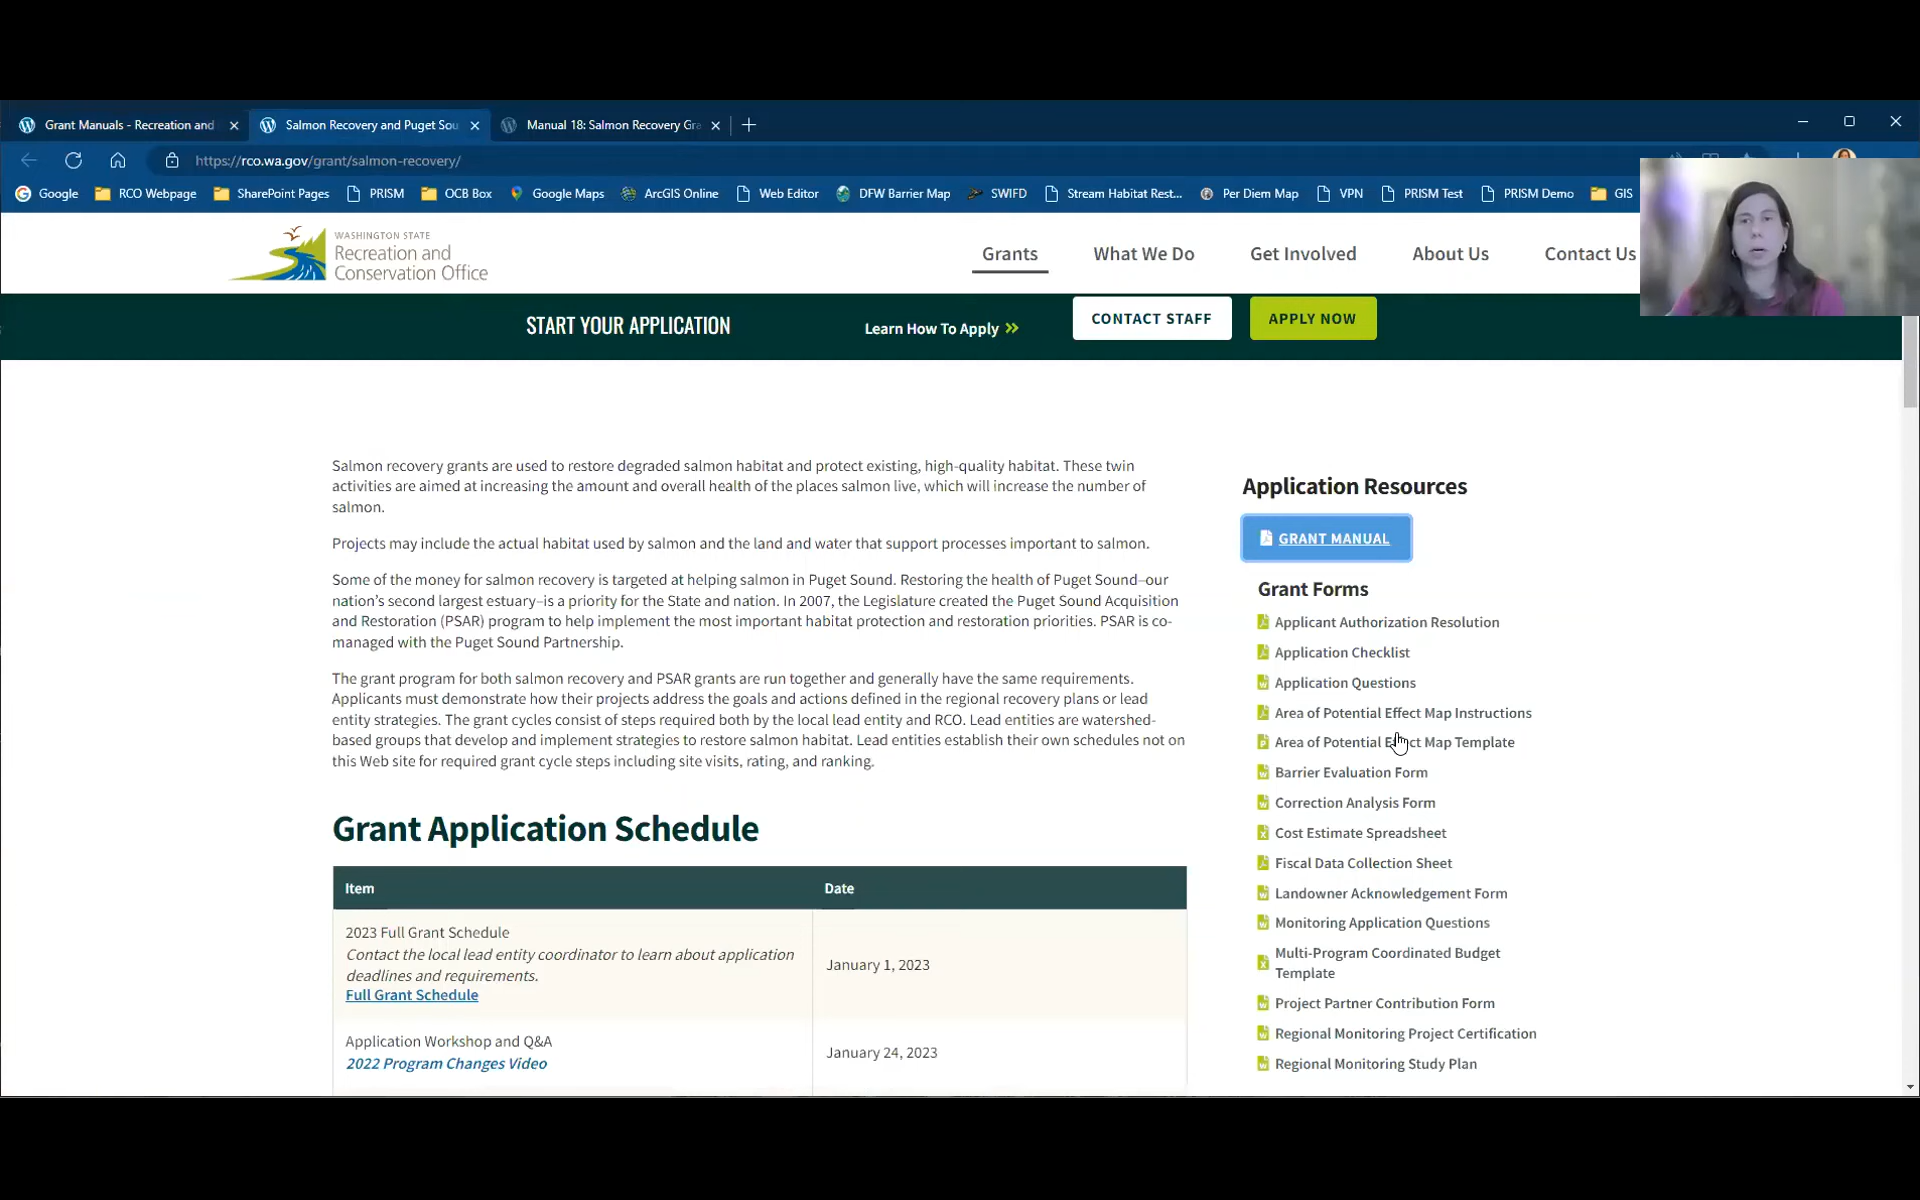 Grant Manuals - Recreation and
Salmon Recovery and Puget Sou
Manual 18: Salmon Recovery Gra
https://rco.wa.gov/grant/salmon-recovery/
Google
RCO Webpage
SharePoint Pages
PRISM
OCB Box
Google Maps
ArcGIS Online
Web Editor
DFW Barrier Map
SWIFD
Stream Habitat Rest...
Per Diem Map
VPN
PRISM Test
PRISM Demo
GIS
WASHINGTON STATE
Recreation and
Conservation Office
Grants
What We Do
Get Involved
About Us
Contact Us
START YOUR APPLICATION
Learn How To Apply >>
CONTACT STAFF
APPLY NOW
Salmon recovery grants are used to restore degraded salmon habitat and protect existing, high-quality habitat. These twin
activities are aimed at increasing the amount and overall health of the places salmon live, which will increase the number of
salmon.
Projects may include the actual habitat used by salmon and the land and water that support processes important to salmon.
Some of the money for salmon recovery is targeted at helping salmon in Puget Sound. Restoring the health of Puget Sound–our
nation's second largest estuary–is a priority for the State and nation. In 2007, the Legislature created the Puget Sound Acquisition
and Restoration (PSAR) program to help implement the most important habitat protection and restoration priorities. PSAR is co-
managed with the Puget Sound Partnership.
The grant program for both salmon recovery and PSAR grants are run together and generally have the same requirements.
Applicants must demonstrate how their projects address the goals and actions defined in the regional recovery plans or lead
entity strategies. The grant cycles consist of steps required both by the local lead entity and RCO. Lead entities are watershed-
based groups that develop and implement strategies to restore salmon habitat. Lead entities establish their own schedules not on
this Web site for required grant cycle steps including site visits, rating, and ranking.
Grant Application Schedule
Item
Date
2023 Full Grant Schedule
Contact the local lead entity coordinator to learn about application
deadlines and requirements.
Full Grant Schedule
January 1, 2023
Application Workshop and Q&A
2022 Program Changes Video
January 24, 2023
Application Resources
GRANT MANUAL
Grant Forms
Applicant Authorization Resolution
Application Checklist
Application Questions
Area of Potential Effect Map Instructions
Area of Potential Effect Map Template
Barrier Evaluation Form
Correction Analysis Form
Cost Estimate Spreadsheet
Fiscal Data Collection Sheet
Landowner Acknowledgement Form
Monitoring Application Questions
Multi-Program Coordinated Budget
Template
Project Partner Contribution Form
Regional Monitoring Project Certification
Regional Monitoring Study Plan